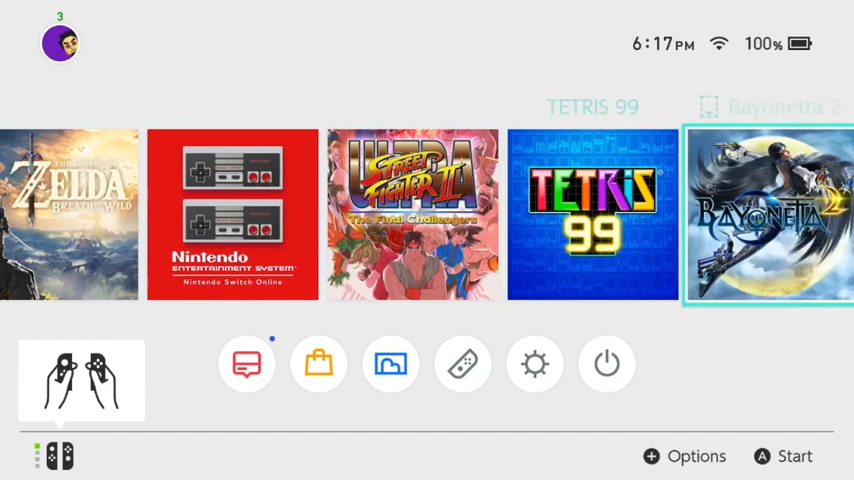 3
6:17PM
100%
TETRIS 99
Bayonetta 2
THE LEGEND OF
ZELDA
BREATH OF THE WILD
Nintendo
ENTERTAINMENT SYSTEM™
Nintendo Switch Online
ULTRA
STREET
FIGHTER II
The Final Challengers
TETRIS®
99
BAYONETTA 2
+ Options
A Start